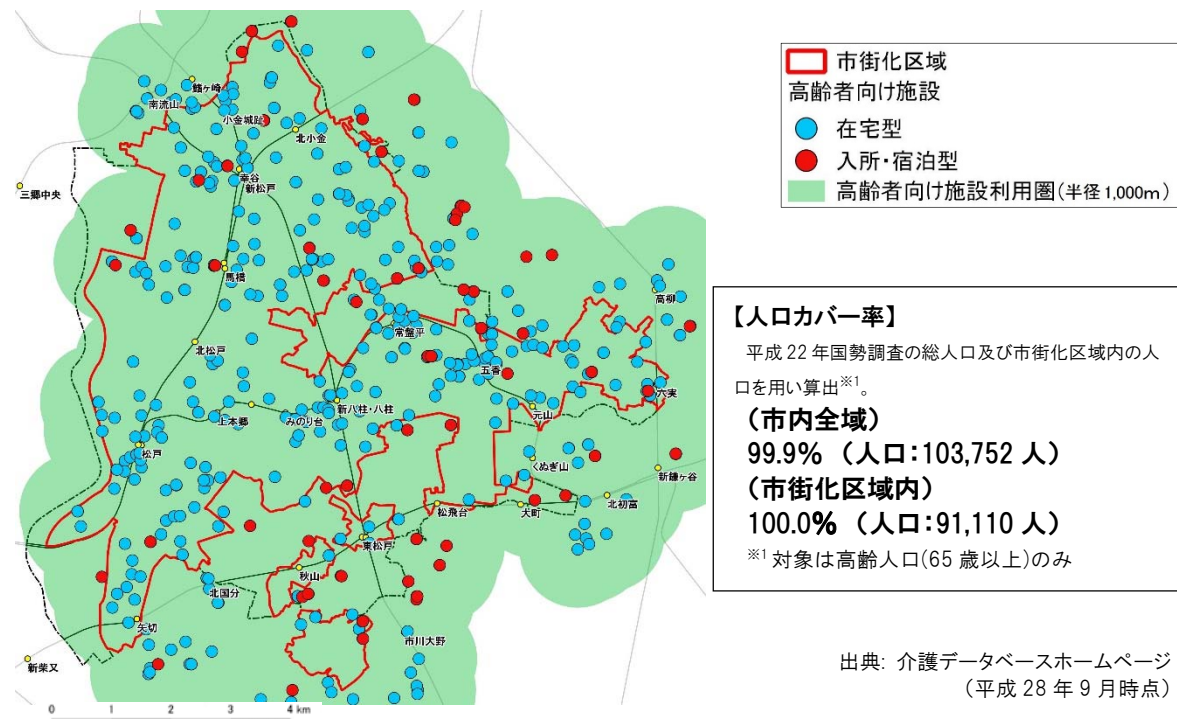 鰭ヶ崎
南流山
小金城趾
北小金
幸谷
新松戸
三郷中央
馬橋
高柳
常盤平
北松戸
五香
六実
元山
新八柱・八柱
みのり台
上本郷
松戸
くぬぎ山
新鎌ヶ谷
北初富
大町
松飛台
東松戸
秋山
北国分
矢切
市川大野
新柴又
0 1 2 3 4 km
市街化区域
高齢者向け施設
在宅型
入所・宿泊型
高齢者向け施設利用圏(半径1,000m)
【人口カバー率】
平成22年国勢調査の総人口及び市街化区域内の人
口を用い算出※1。
(市内全域)
99.9% (人口:103,752 人)
(市街化区域内)
100.0% (人口:91,110 人)
※1 対象は高齢人口(65 歳以上)のみ
出典: 介護データベースホームページ
(平成 28 年 9 月時点)